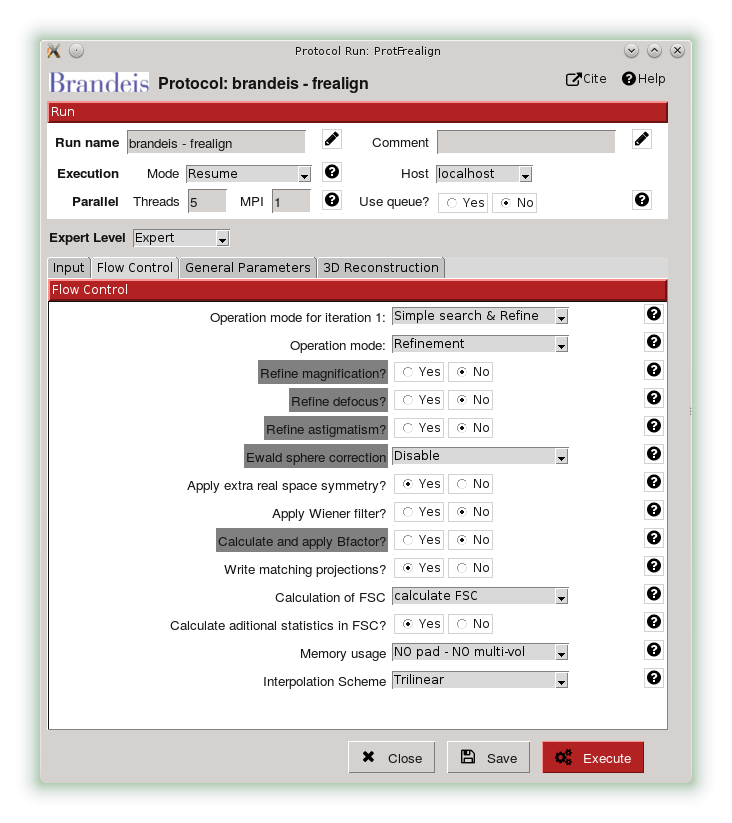 Protocol Run: ProtFrealign
Brandeis Protocol: brandeis - frealign Cite Help
Run
Run name brandeis - frealign Comment
Execution Mode Resume Host localhost
Parallel Threads 5 MPI 1 Use queue? Yes No
Expert Level Expert
Input Flow Control General Parameters 3D Reconstruction
Flow Control
Operation mode for iteration 1: Simple search & Refine
Operation mode: Refinement
Refine magnification? Yes No
Refine defocus? Yes No
Refine astigmatism? Yes No
Ewald sphere correction Disable
Apply extra real space symmetry? Yes No
Apply Wiener filter? Yes No
Calculate and apply Bfactor? Yes No
Write matching projections? Yes No
Calculation of FSC calculate FSC
Calculate aditional statistics in FSC? Yes No
Memory usage NO pad - NO multi-vol
Interpolation Scheme Trilinear
Close Save Execute